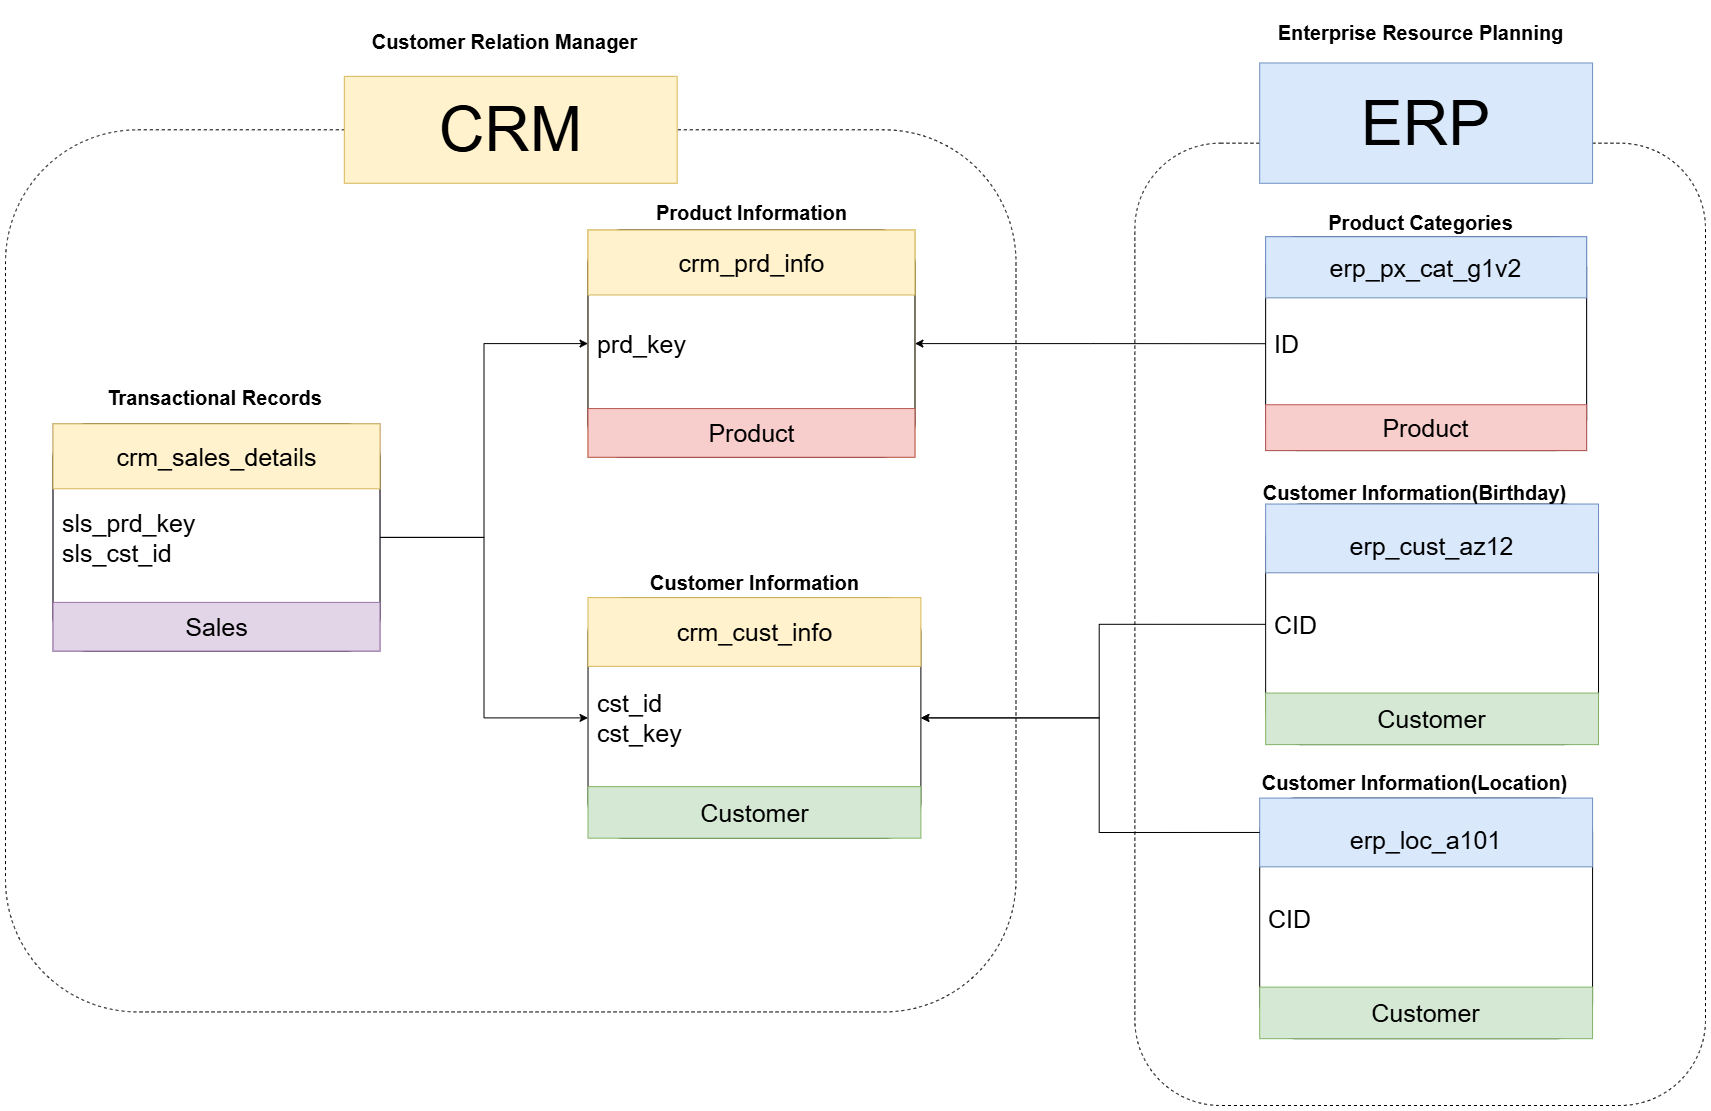 Customer Relation Manager
CRM
Product Information
crm_prd_info
prd_key
Product
Transactional Records
crm_sales_details
sls_prd_key
sls_cst_id
Sales
Customer Information
crm_cust_info
cst_id
cst_key
Customer
Enterprise Resource Planning
ERP
Product Categories
erp_px_cat_g1v2
ID
Product
Customer Information(Birthday)
erp_cust_az12
CID
Customer
Customer Information(Location)
erp_loc_a101
CID
Customer